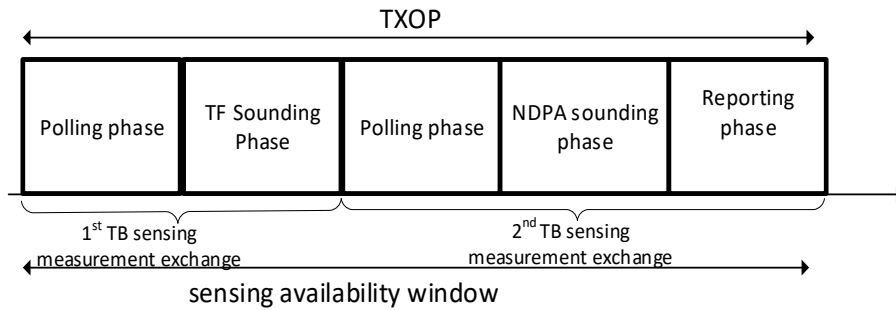 TXOP
Polling phase
TF Sounding
Phase
Polling phase
NDPA sounding
phase
Reporting
phase
1st TB sensing
measurement exchange
2nd TB sensing
measurement exchange
sensing availability window